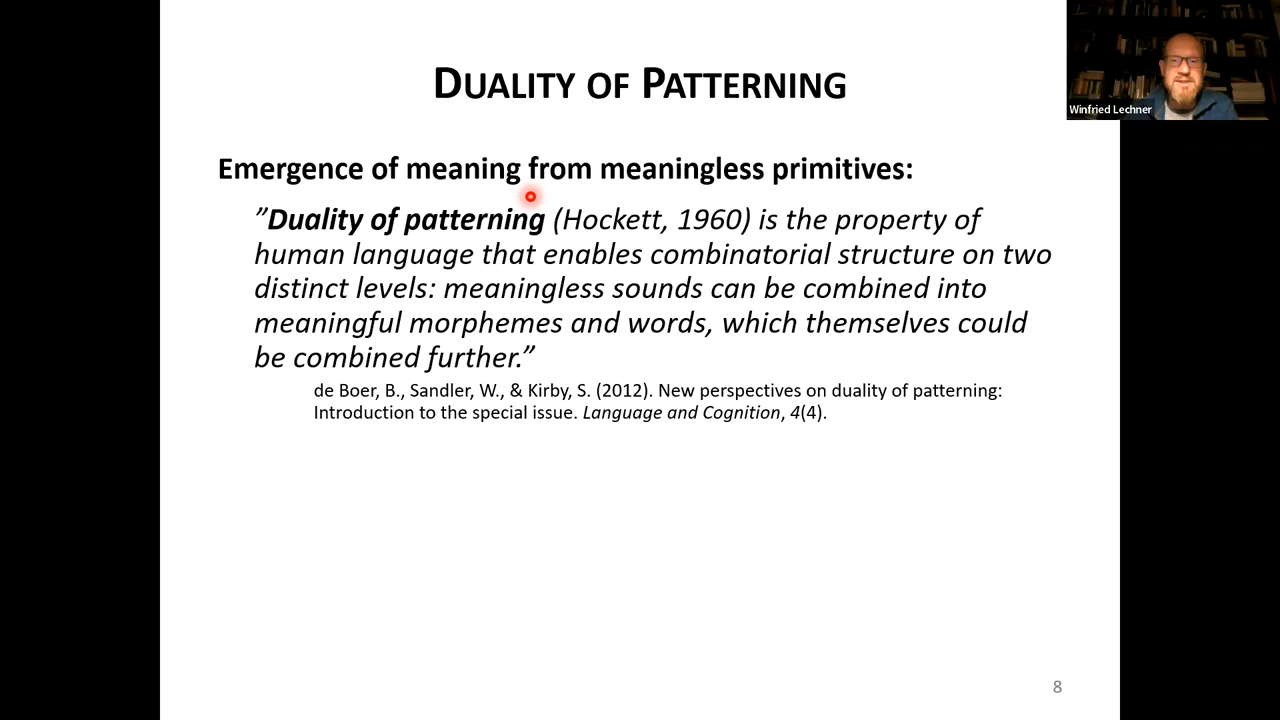 DUALITY OF PATTERNING
Winfried Lechner
Emergence of meaning from meaningless primitives:
”Duality of patterning (Hockett, 1960) is the property of
human language that enables combinatorial structure on two
distinct levels: meaningless sounds can be combined into
meaningful morphemes and words, which themselves could
be combined further.”
de Boer, B., Sandler, W., & Kirby, S. (2012). New perspectives on duality of patterning:
Introduction to the special issue. Language and Cognition, 4(4).
8